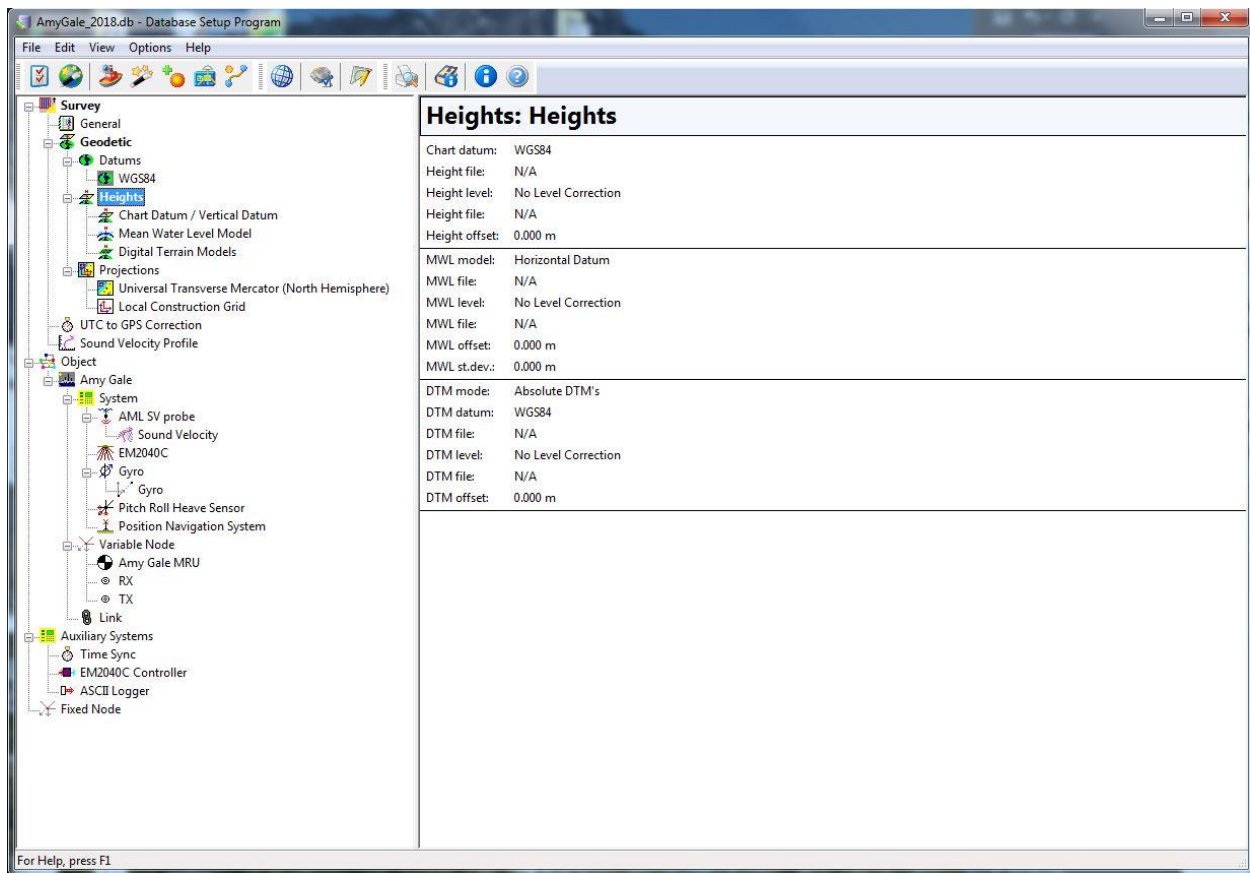 AmyGale_2018.db - Database Setup Program
File Edit View Options Help
Survey
General
Geodetic
Datums
WGS84
Heights
Chart Datum / Vertical Datum
Mean Water Level Model
Digital Terrain Models
Projections
Universal Transverse Mercator (North Hemisphere)
Local Construction Grid
UTC to GPS Correction
Sound Velocity Profile
Object
Amy Gale
System
AML SV probe
Sound Velocity
EM2040C
Gyro
Gyro
Pitch Roll Heave Sensor
Position Navigation System
Variable Node
Amy Gale MRU
RX
TX
Link
Auxiliary Systems
Time Sync
EM2040C Controller
ASCII Logger
Fixed Node
Heights: Heights
Chart datum: WGS84
Height file: N/A
Height level: No Level Correction
Height file: N/A
Height offset: 0.000 m
MWL model: Horizontal Datum
MWL file: N/A
MWL level: No Level Correction
MWL file: N/A
MWL offset: 0.000 m
MWL st.dev.: 0.000 m
DTM mode: Absolute DTM's
DTM datum: WGS84
DTM file: N/A
DTM level: No Level Correction
DTM file: N/A
DTM offset: 0.000 m
For Help, press F1